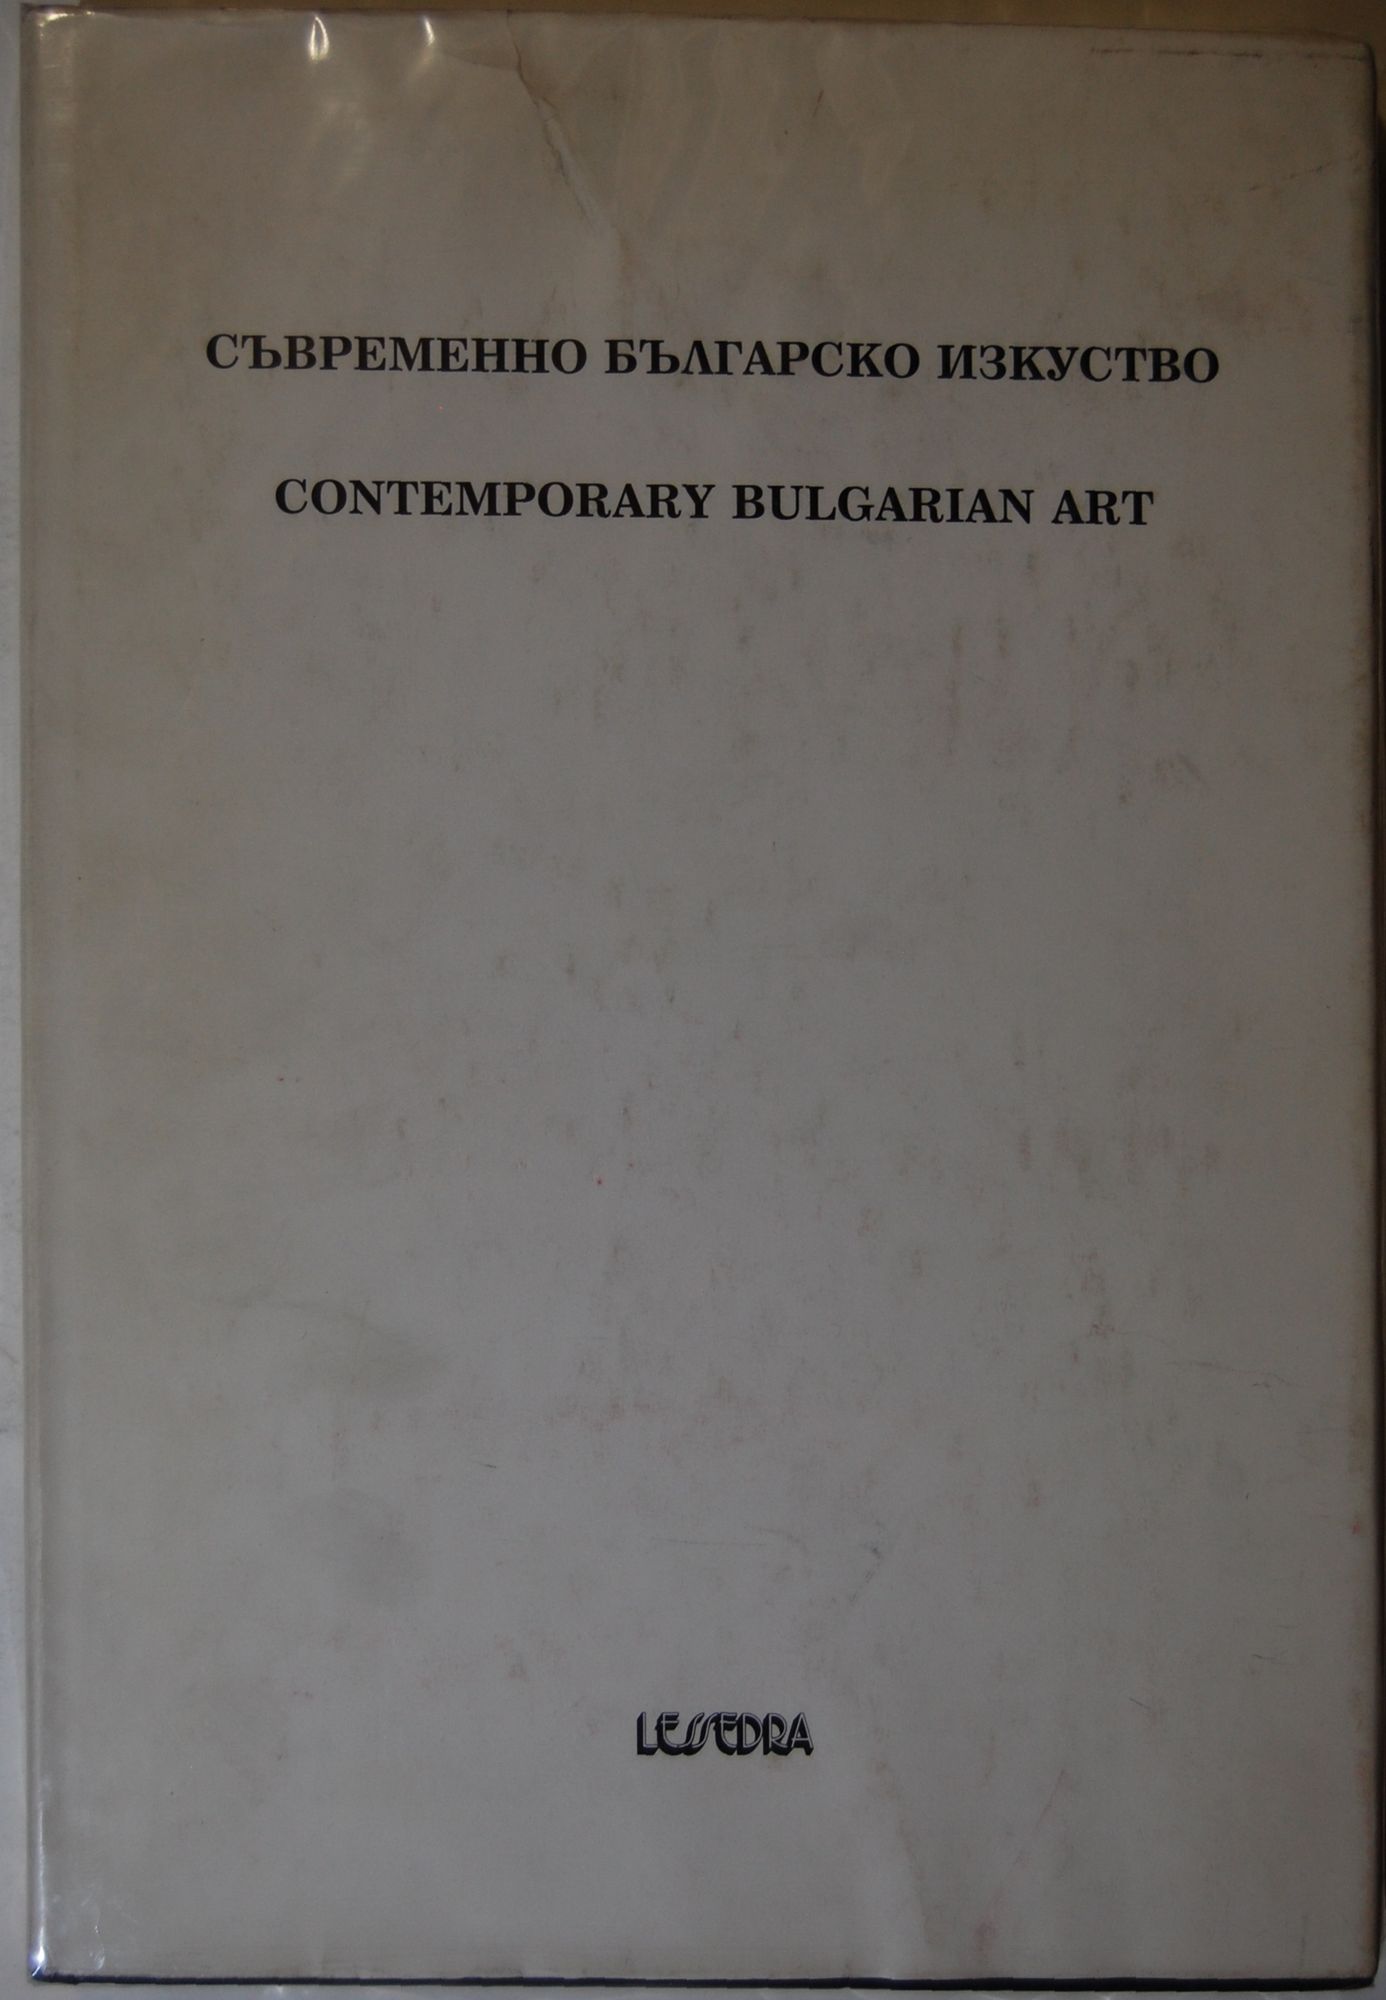 СЪВРЕМЕННО БЪЛГАРСКО ИЗКУСТВО
CONTEMPORARY BULGARIAN ART
LESSEDRA